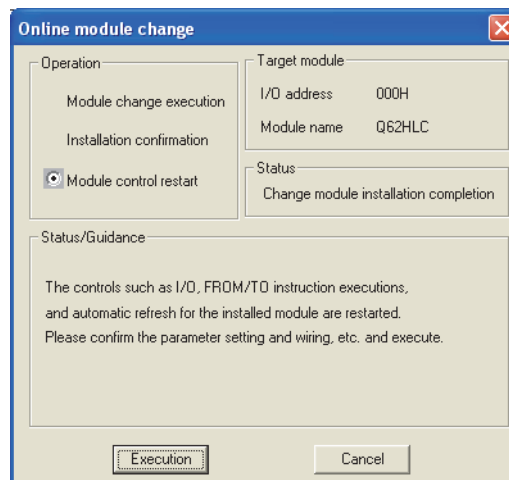 Online module change
Operation
Module change execution
Installation confirmation
Module control restart
Target module
I/O address 000H
Module name Q62HLC
Status
Change module installation completion
Status/Guidance
The controls such as I/O, FROM/TO instruction executions,
and automatic refresh for the installed module are restarted.
Please confirm the parameter setting and wiring, etc. and execute.
Execution
Cancel